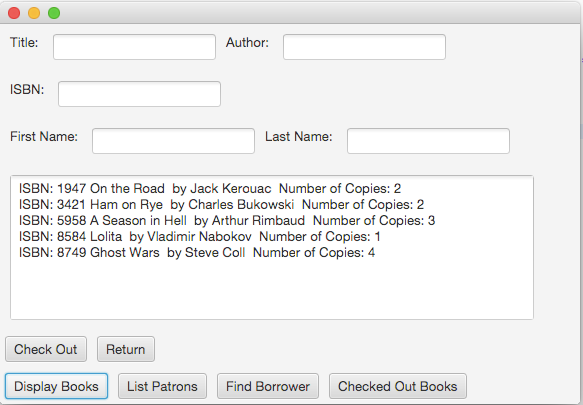 Title: Author:
ISBN:
First Name: Last Name:
ISBN: 1947 On the Road  by Jack Kerouac  Number of Copies: 2
ISBN: 3421 Ham on Rye  by Charles Bukowski  Number of Copies: 2
ISBN: 5958 A Season in Hell  by Arthur Rimbaud  Number of Copies: 3
ISBN: 8584 Lolita  by Vladimir Nabokov  Number of Copies: 1
ISBN: 8749 Ghost Wars  by Steve Coll  Number of Copies: 4
Check Out Return
Display Books List Patrons Find Borrower Checked Out Books